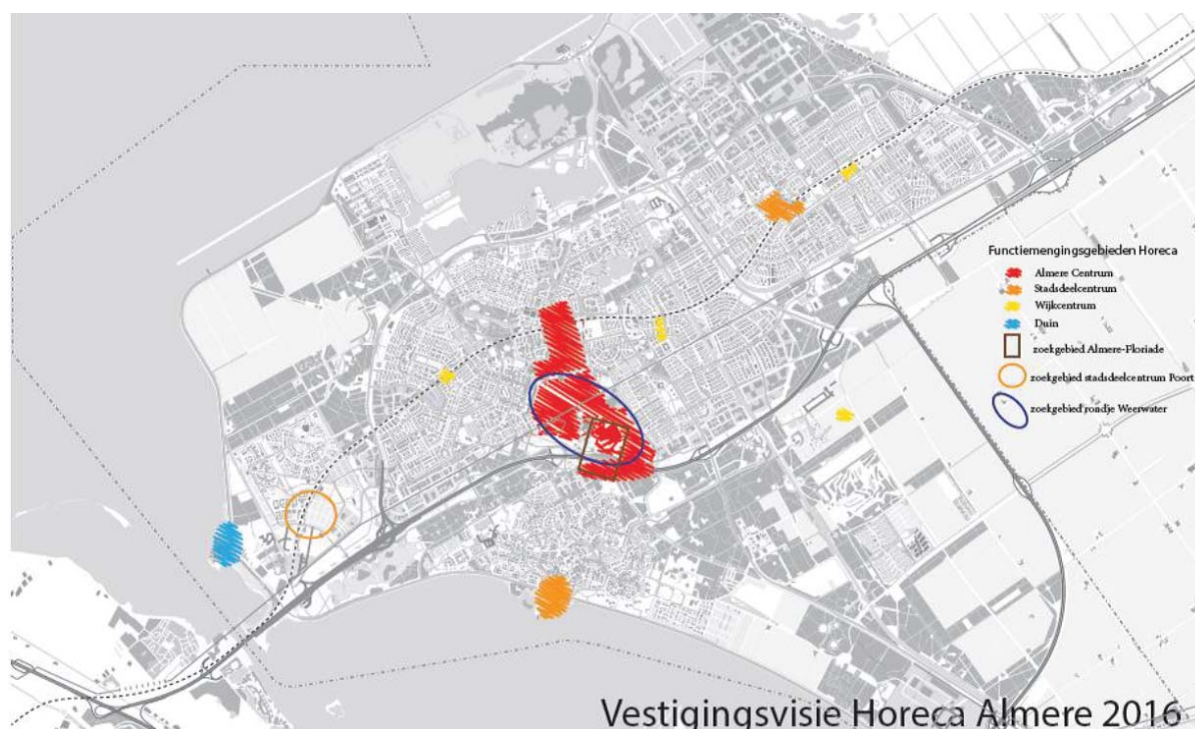 Functiemengingsgebieden Horeca
Almere Centrum
Stadsdeelcentrum
Wijkcentrum
Duin
zoekgebied Almere-Floriade
zoekgebied stadsdeelcentrum Poort
zoekgebied rondje Weerwater
Vestigingsvisie Horeca Almere 2016